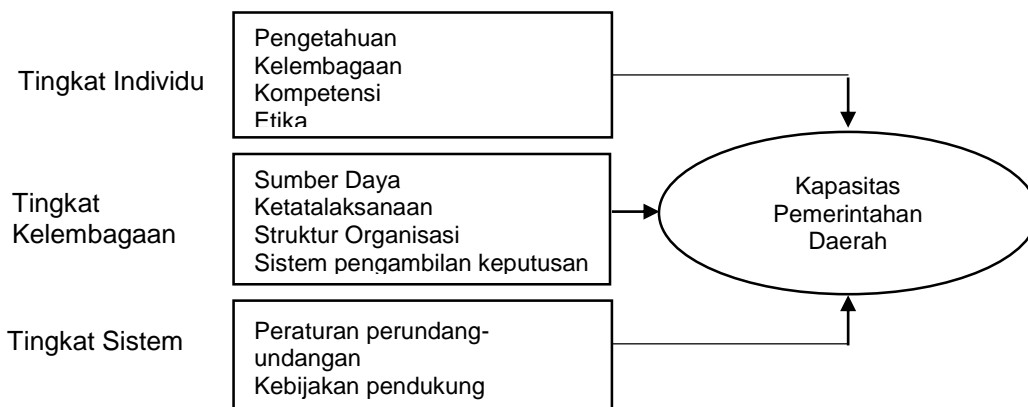 Tingkat Individu
Pengetahuan
Kelembagaan
Kompetensi
Etika
Tingkat
Kelembagaan
Sumber Daya
Ketatalaksanaan
Struktur Organisasi
Sistem pengambilan keputusan
Tingkat Sistem
Peraturan perundang-
undangan
Kebijakan pendukung
Kapasitas
Pemerintahan
Daerah